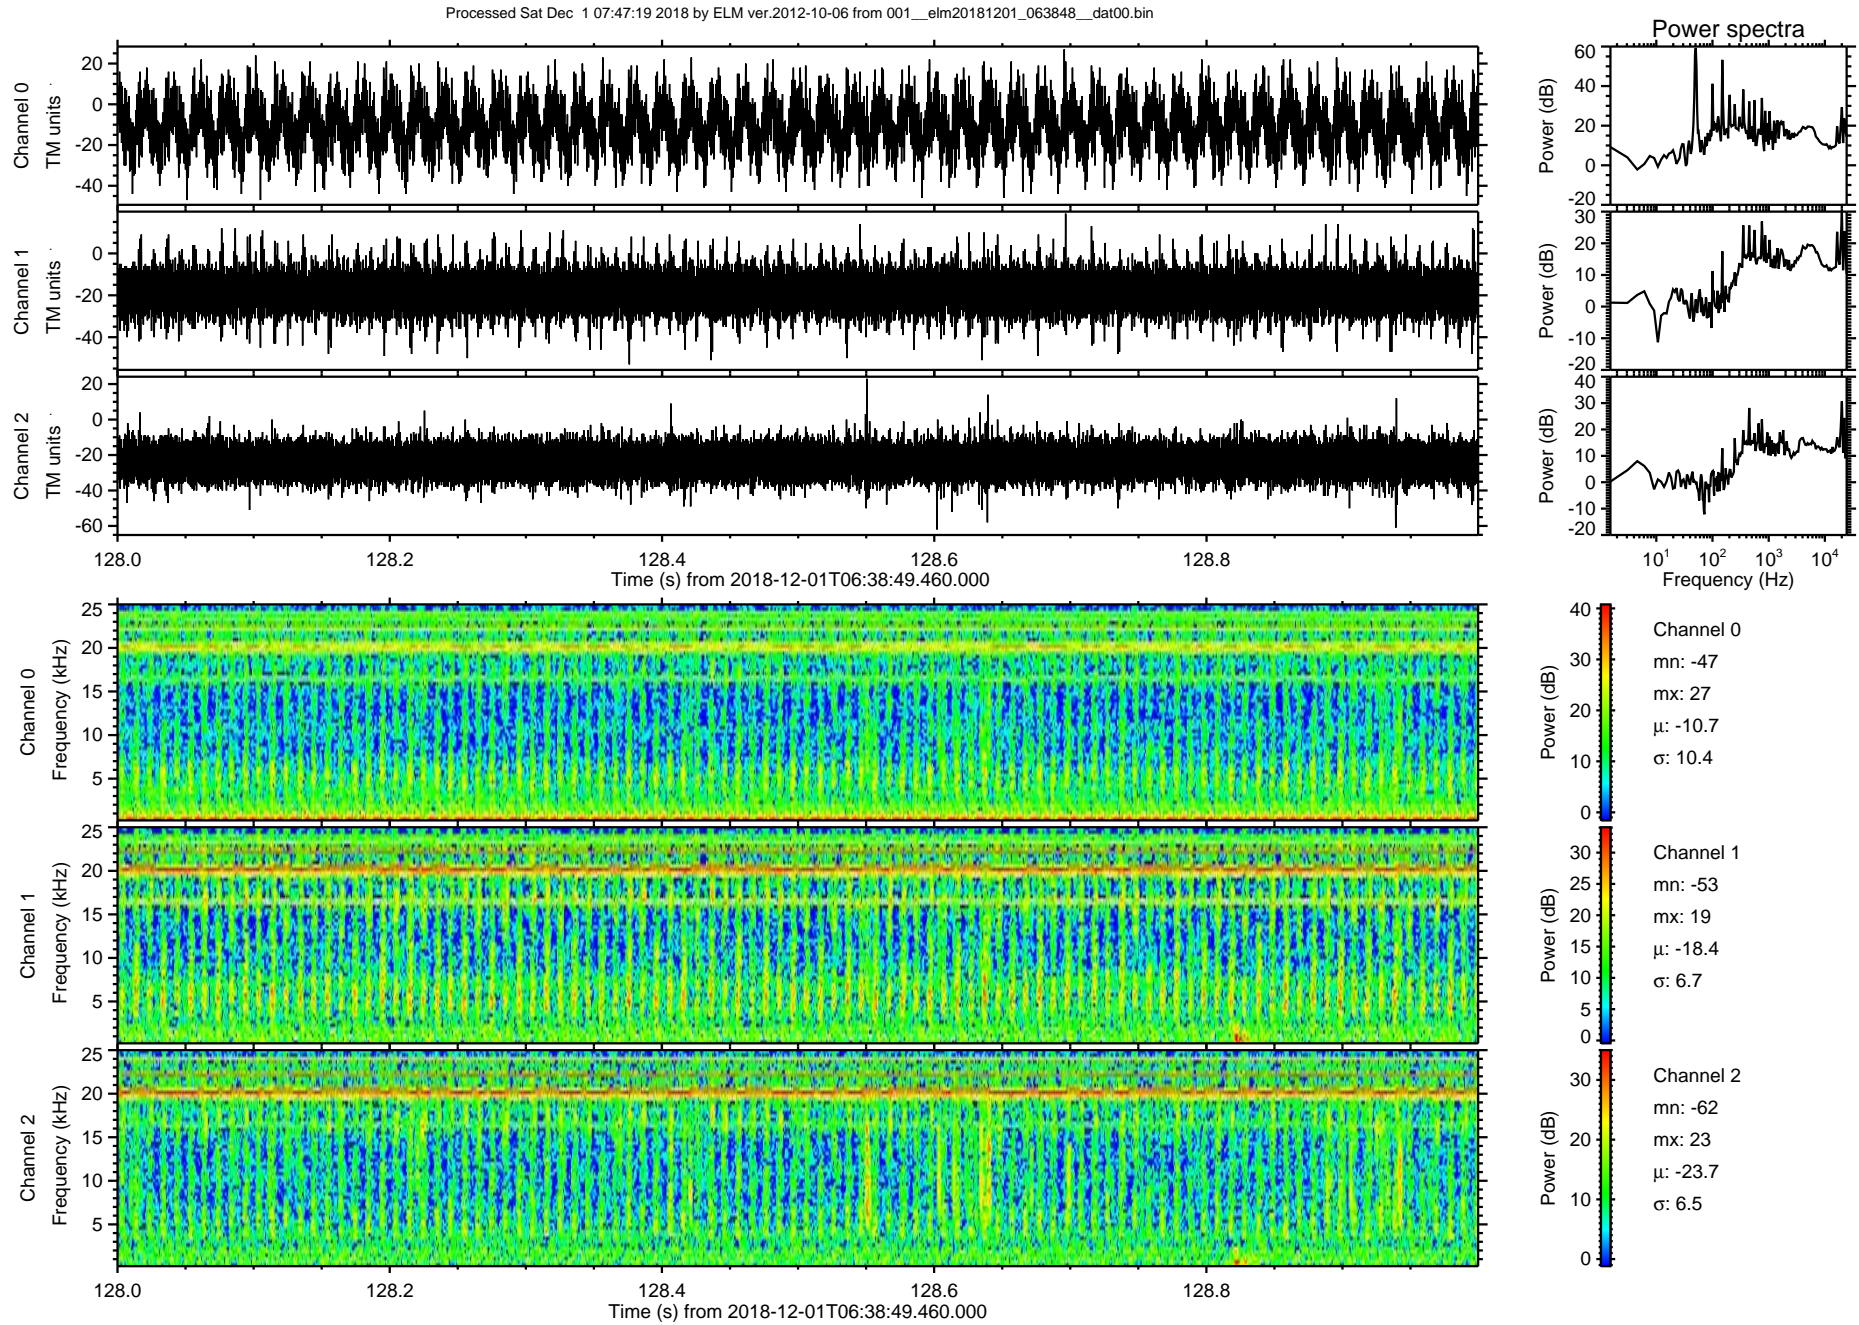 Processed Sat Dec  1 07:47:19 2018 by ELM ver.2012-10-06 from 001__elm20181201_063848__dat00.bin
Power spectra
Channel 0
TM units
20
0
-20
-40
Power (dB)
60
40
20
0
-20
Channel 1
TM units
0
-20
-40
Power (dB)
30
20
10
0
-10
-20
Channel 2
TM units
20
0
-20
-40
-60
Power (dB)
40
30
20
10
0
-10
-20
128.0 128.2 128.4 128.6 128.8
Time (s) from 2018-12-01T06:38:49.460.000
10^1 10^2 10^3 10^4
Frequency (Hz)
Channel 0
Frequency (kHz)
25
20
15
10
5
Power (dB)
40
30
20
10
0
Channel 0
mn: -47
mx: 27
μ: -10.7
σ: 10.4
Channel 1
Frequency (kHz)
25
20
15
10
5
Power (dB)
30
25
20
15
10
5
0
Channel 1
mn: -53
mx: 19
μ: -18.4
σ: 6.7
Channel 2
Frequency (kHz)
25
20
15
10
5
Power (dB)
30
20
10
0
Channel 2
mn: -62
mx: 23
μ: -23.7
σ: 6.5
128.0 128.2 128.4 128.6 128.8
Time (s) from 2018-12-01T06:38:49.460.000